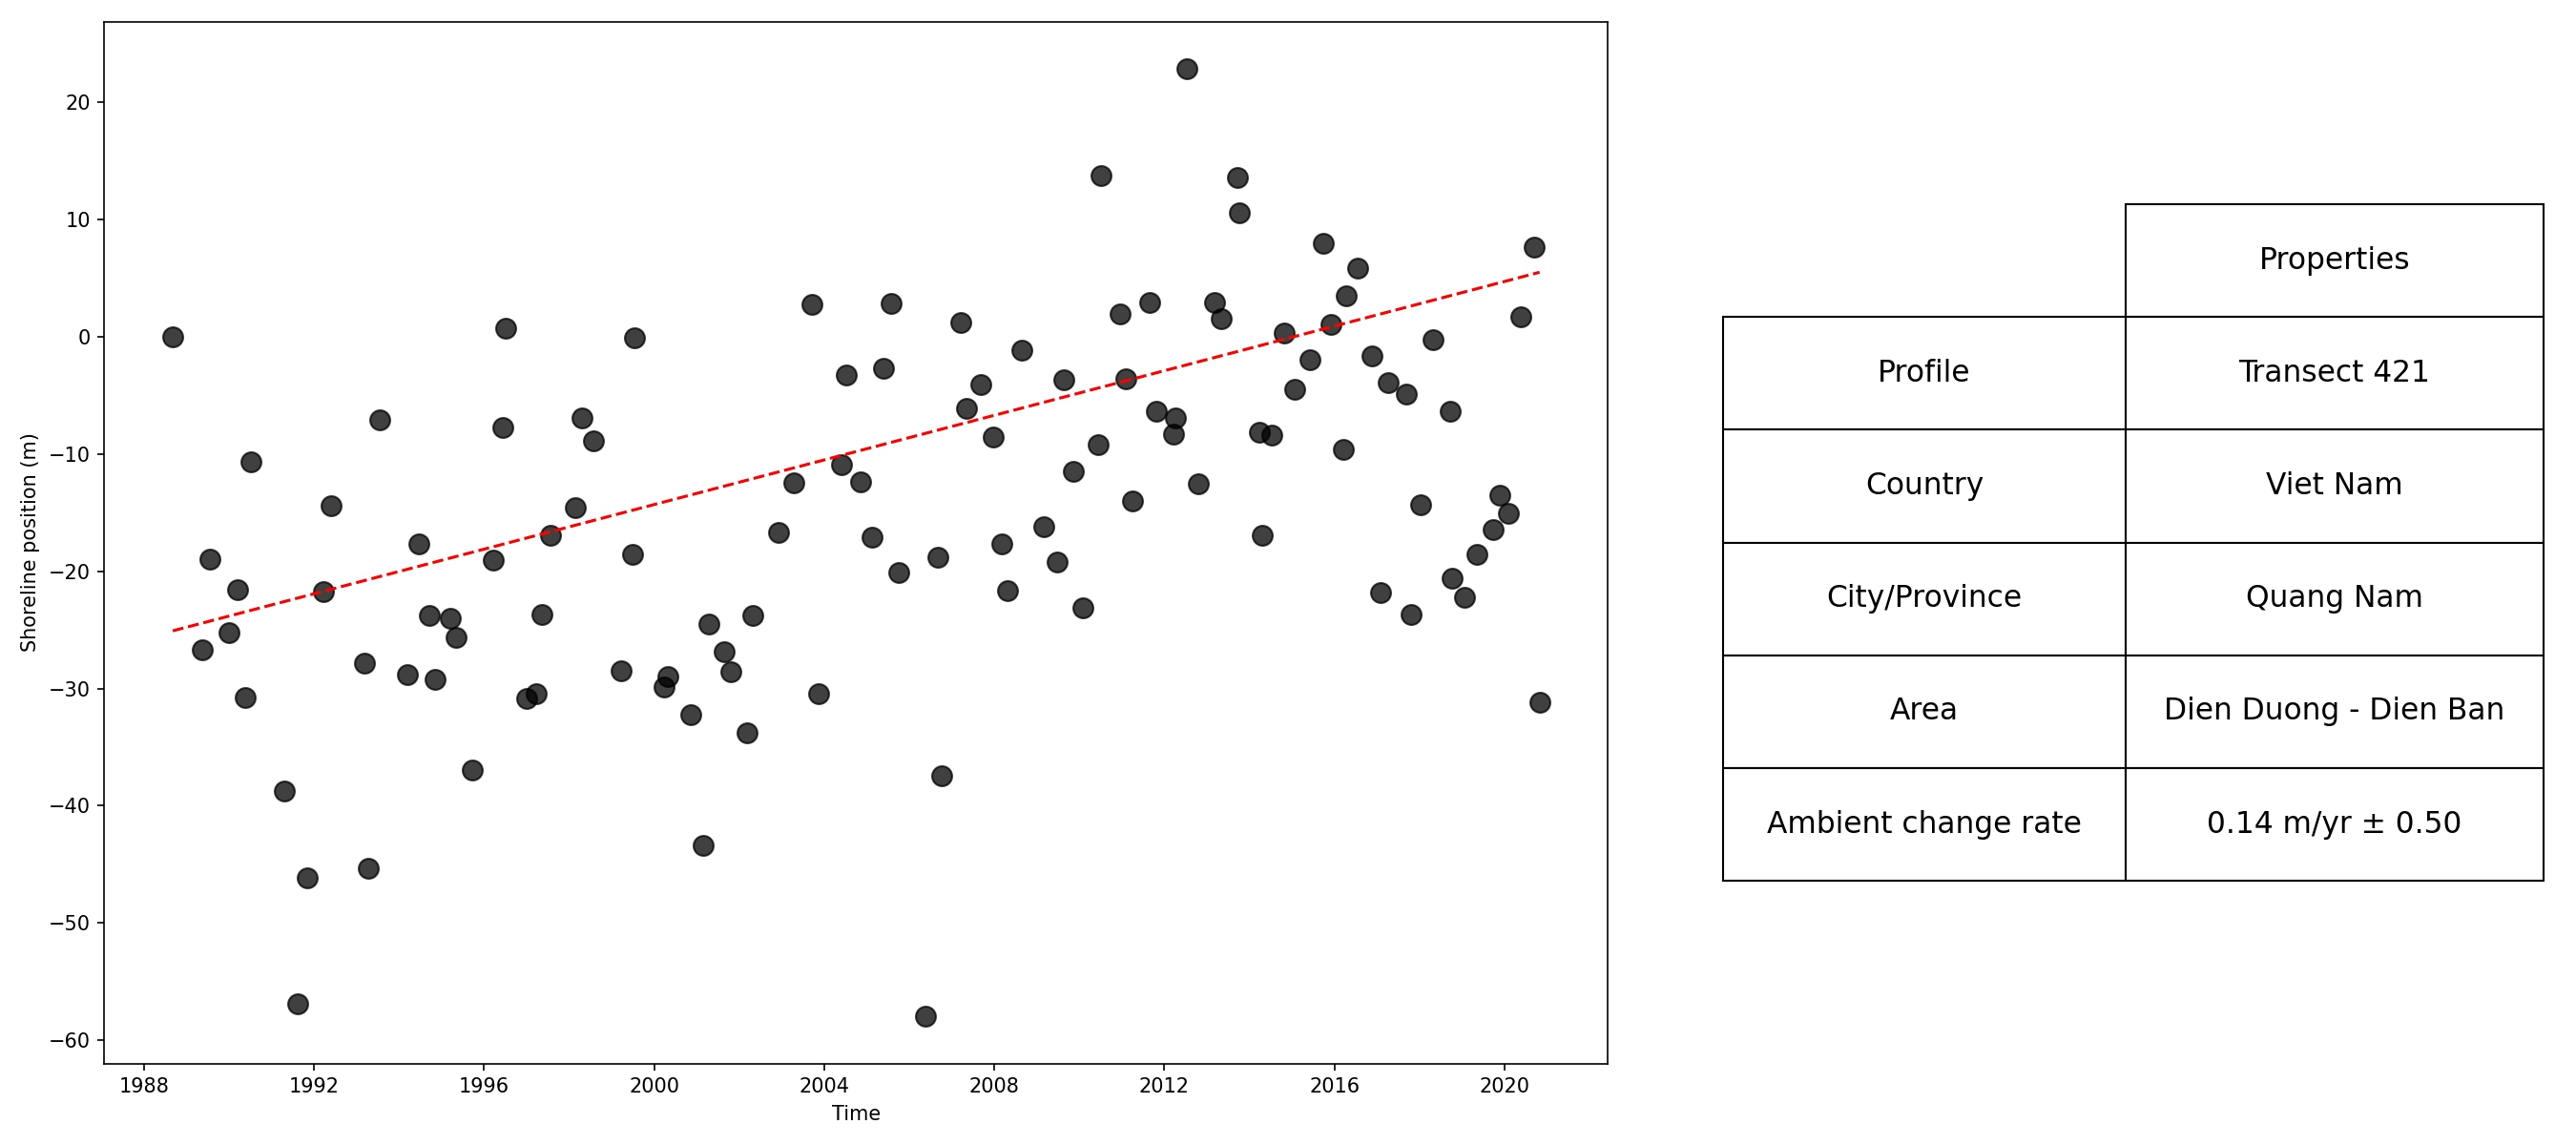 20
10
0
−10
−20
−30
−40
−50
−60
Shoreline position (m)
1988 1992 1996 2000 2004 2008 2012 2016 2020
Time
Properties
Profile Transect 421
Country Viet Nam
City/Province Quang Nam
Area Dien Duong - Dien Ban
Ambient change rate 0.14 m/yr ± 0.50